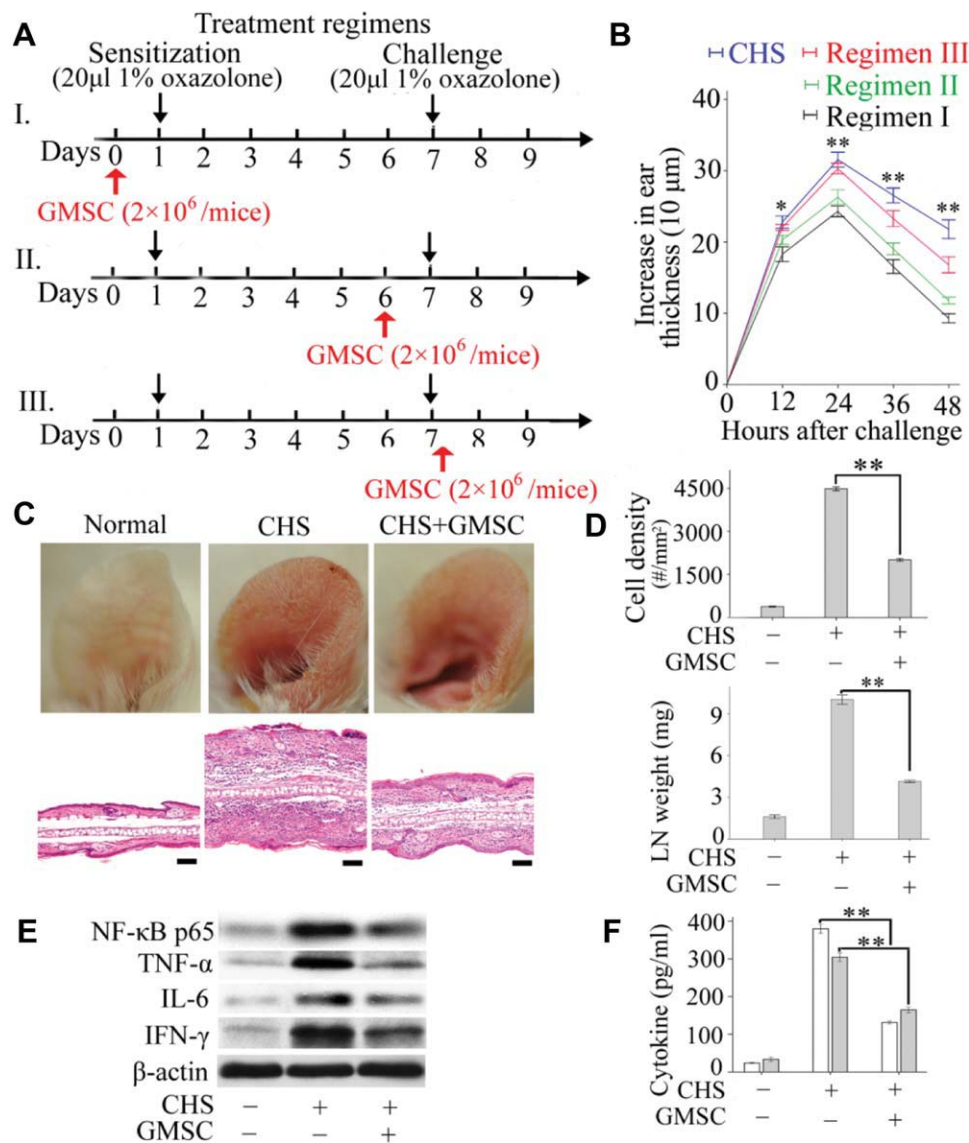 A
Treatment regimens
Sensitization
(20μl 1% oxazolone)
Challenge
(20μl 1% oxazolone)
I.
Days 0 1 2 3 4 5 6 7 8 9
GMSC (2×10⁶/mice)
II.
Days 0 1 2 3 4 5 6 7 8 9
GMSC (2×10⁶/mice)
III.
Days 0 1 2 3 4 5 6 7 8 9
GMSC (2×10⁶/mice)
B
CHS
Regimen III
Regimen II
Regimen I
Increase in ear
thickness (10 μm)
40
30
20
10
0
* ** ** **
0 12 24 36 48
Hours after challenge
C
Normal CHS CHS+GMSC
D
Cell density
(#/mm²)
4500
3000
1500
0
**
CHS − + +
GMSC − − +
LN weight (mg)
9
6
3
0
**
CHS − + +
GMSC − − +
E
NF-κB p65
TNF-α
IL-6
IFN-γ
β-actin
CHS − + +
GMSC − − +
F
Cytokine (pg/ml)
400
300
200
100
0
**
**
CHS − + +
GMSC − − +